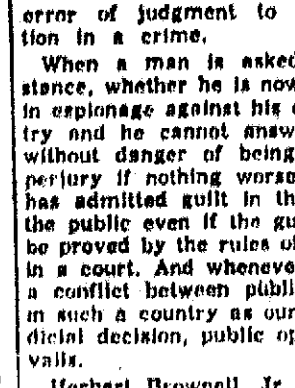 error of judgment to
tion in a crime.
When a man is asked
stance, whether he is now
in espionage against his c
try and he cannot answ
without danger of being
perjury if nothing worse
has admitted guilt in th
the public even if the gu
be proved by the rules of
in a court. And wheneve
a conflict between publi
in such a country as our
dicial decision, public op
vails.
Herbert Brownell, Jr.